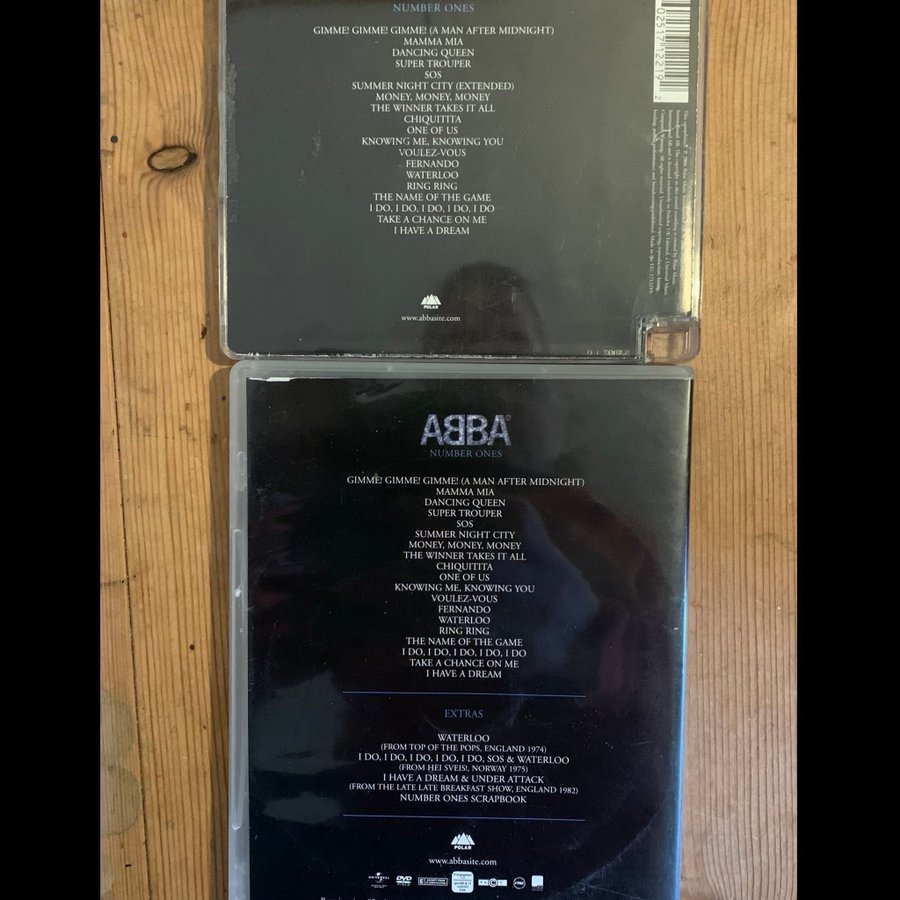 NUMBER ONES
GIMME! GIMME! GIMME! (A MAN AFTER MIDNIGHT)
MAMMA MIA
DANCING QUEEN
SUPER TROUPER
SOS
SUMMER NIGHT CITY (EXTENDED)
MONEY, MONEY, MONEY
THE WINNER TAKES IT ALL
CHIQUITITA
ONE OF US
KNOWING ME, KNOWING YOU
VOULEZ-VOUS
FERNANDO
WATERLOO
RING RING
THE NAME OF THE GAME
I DO, I DO, I DO, I DO, I DO
TAKE A CHANCE ON ME
I HAVE A DREAM
POLAR
www.abbasite.com
02517 12219 2
ABBA
NUMBER ONES
GIMME! GIMME! GIMME! (A MAN AFTER MIDNIGHT)
MAMMA MIA
DANCING QUEEN
SUPER TROUPER
SOS
SUMMER NIGHT CITY
MONEY, MONEY, MONEY
THE WINNER TAKES IT ALL
CHIQUITITA
ONE OF US
KNOWING ME, KNOWING YOU
VOULEZ-VOUS
FERNANDO
WATERLOO
RING RING
THE NAME OF THE GAME
I DO, I DO, I DO, I DO, I DO
TAKE A CHANCE ON ME
I HAVE A DREAM
EXTRAS
WATERLOO
(FROM TOP OF THE POPS, ENGLAND 1974)
I DO, I DO, I DO, I DO, I DO, SOS & WATERLOO
(FROM HEI SVEIS!, NORWAY 1975)
I HAVE A DREAM & UNDER ATTACK
(FROM THE LATE LATE BREAKFAST SHOW, ENGLAND 1982)
NUMBER ONES SCRAPBOOK
POLAR
www.abbasite.com
UNIVERSAL
DVD